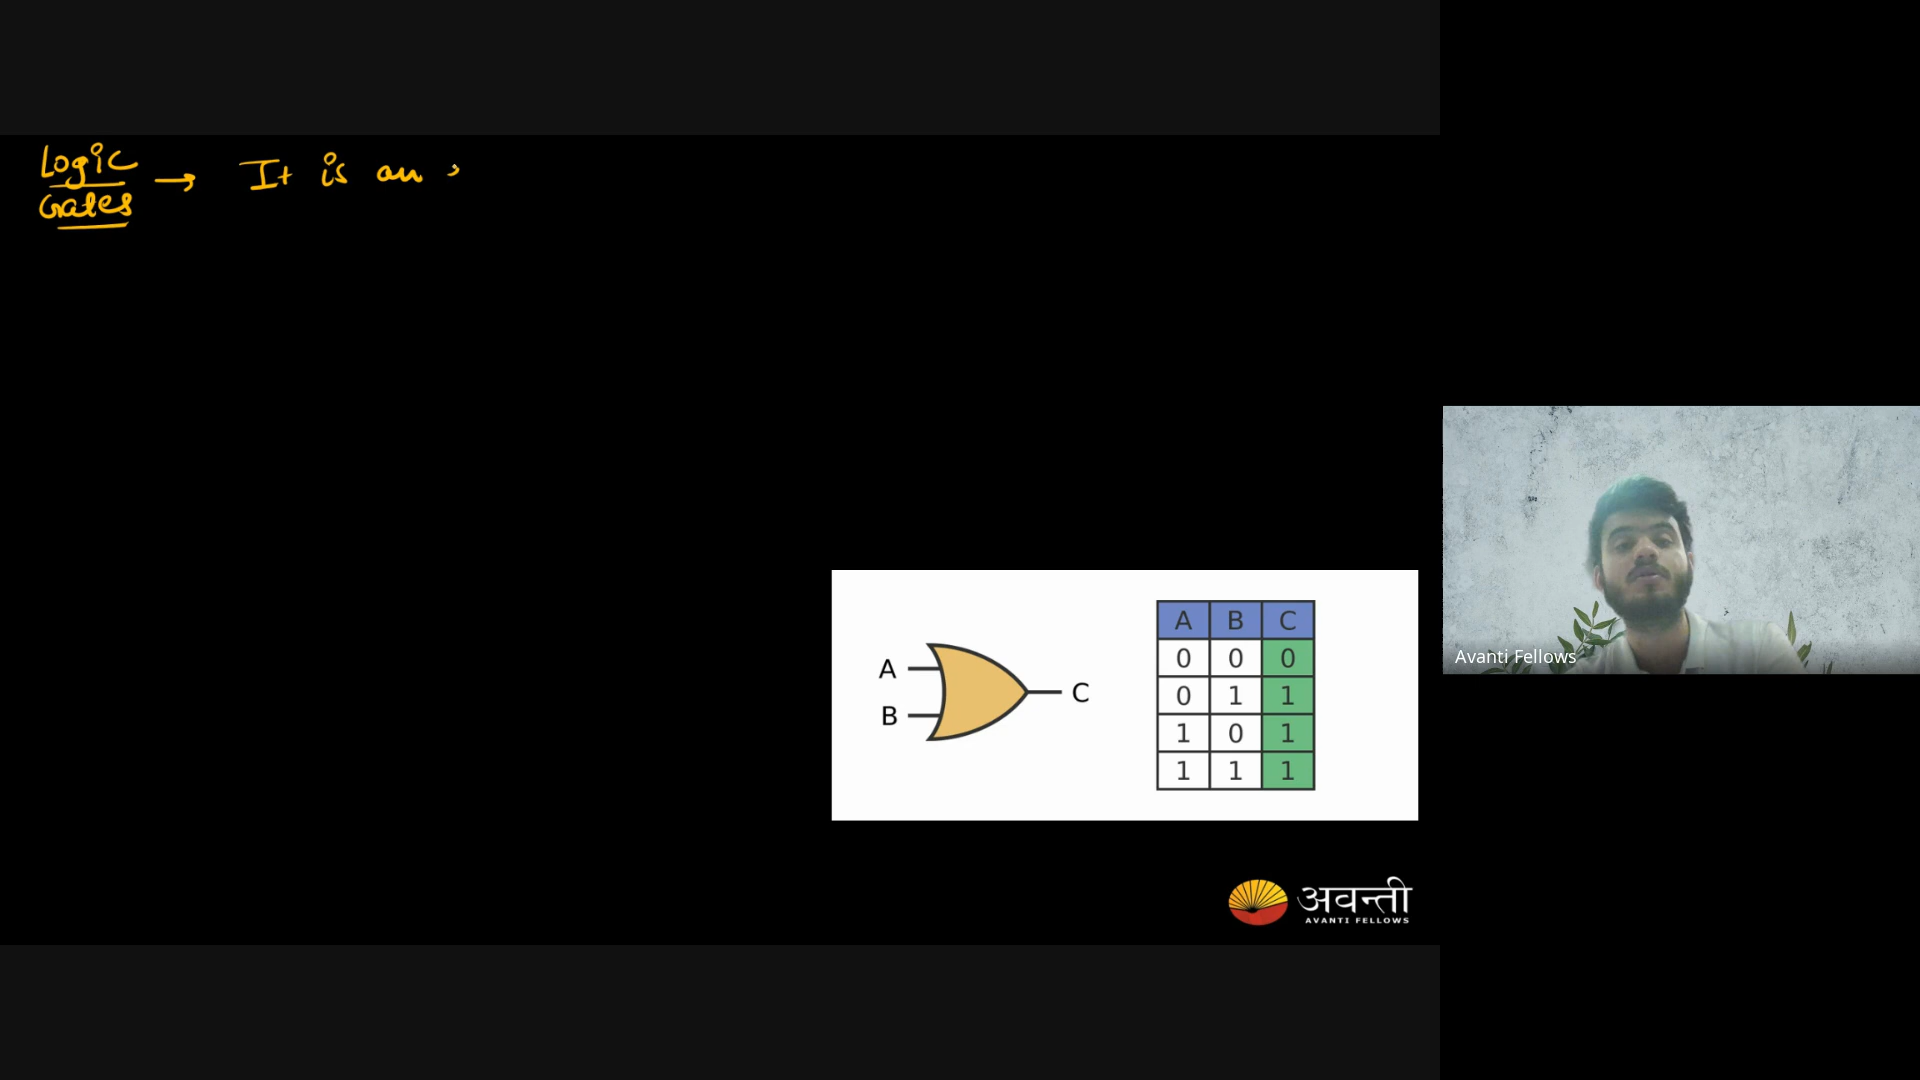 Logic
Gates → It is an
A
B
C
A B C
0 0 0
0 1 1
1 0 1
1 1 1
अवन्ती
AVANTI FELLOWS
Avanti Fellows